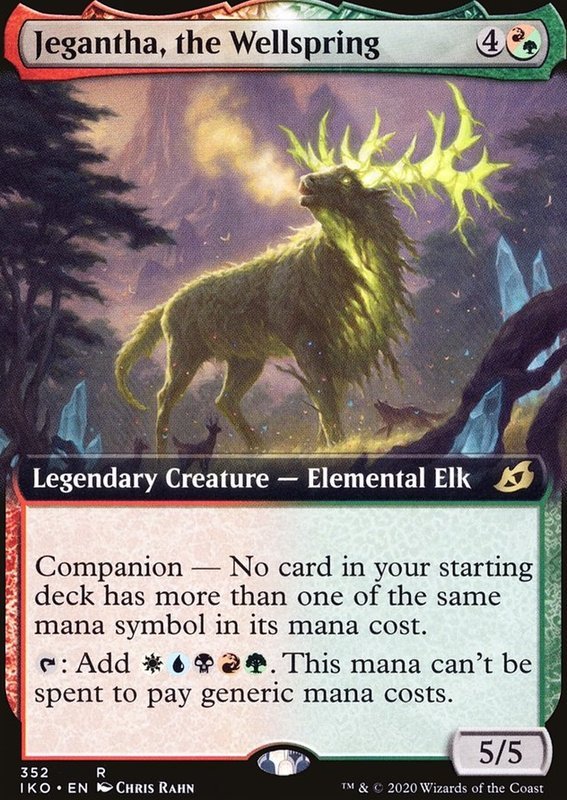 Jegantha, the Wellspring 4
Legendary Creature — Elemental Elk
Companion — No card in your starting
deck has more than one of the same
mana symbol in its mana cost.
: Add . This mana can't be
spent to pay generic mana costs.
5/5
352 R
IKO • EN Chris Rahn
™ & © 2020 Wizards of the Coast